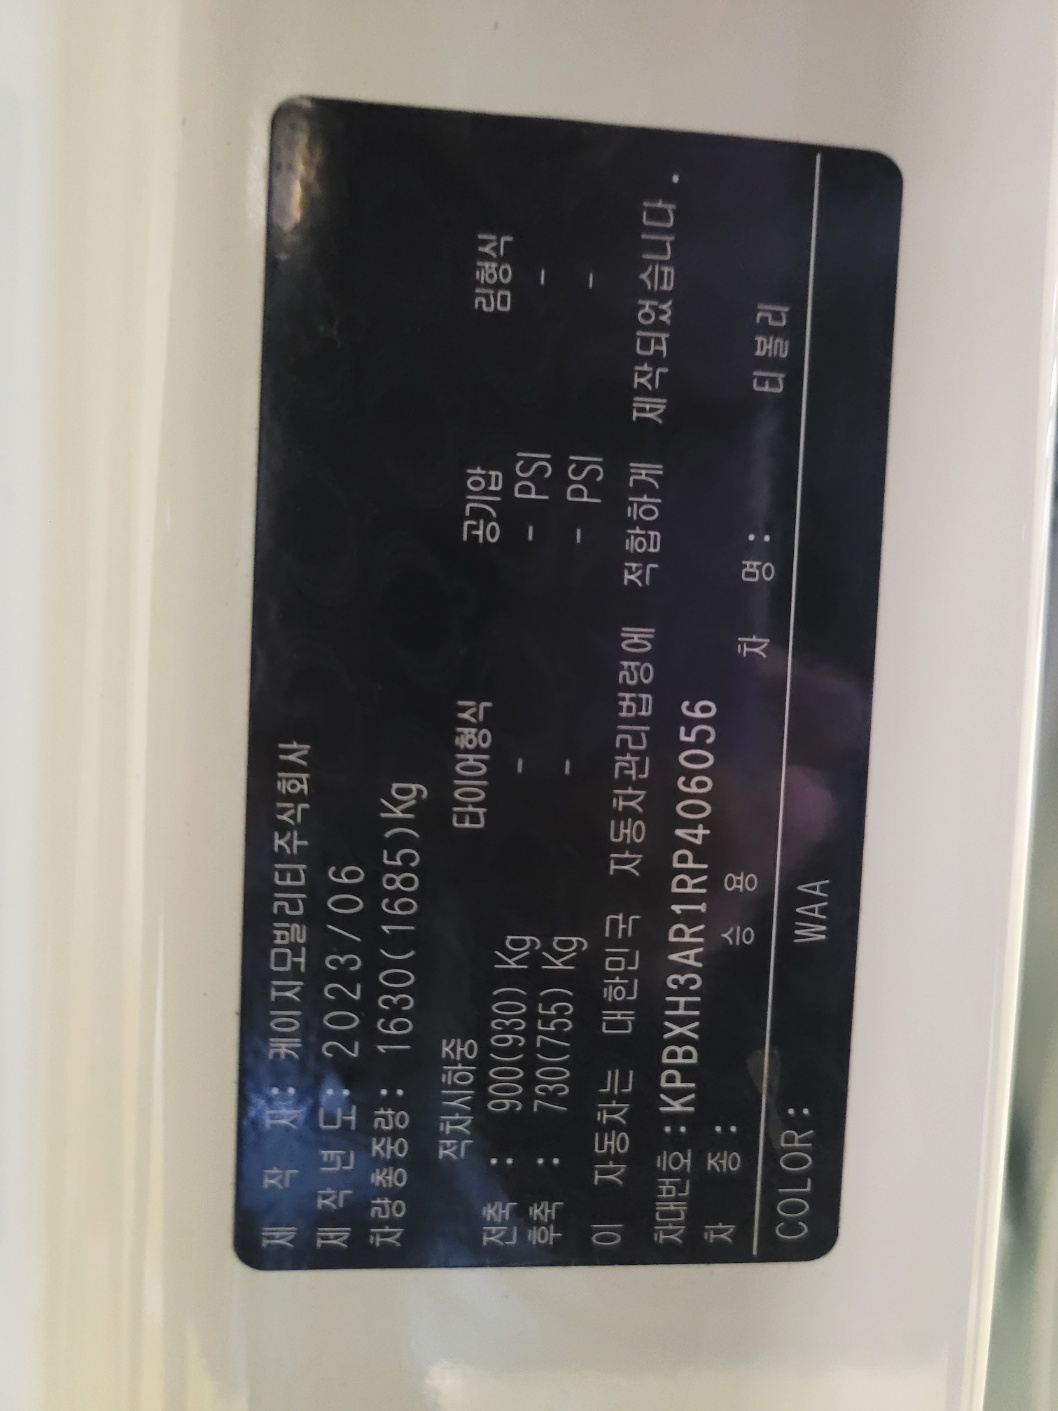 제 작 자: 케이지모빌리티주식회사
제 작 년 도: 2023/06
차량총중량: 1630(1685)Kg
적차시하중 타이어형식 공기압 림형식
전축 : 900(930) Kg - - PSI -
후축 : 730(755) Kg - - PSI -
이 자동차는 대한민국 자동차관리법령에 적합하게 제작되었습니다.
차대번호 :KPBXH3AR1RP406056
차 종: 승 용 차 명: 티볼리
COLOR: WAA